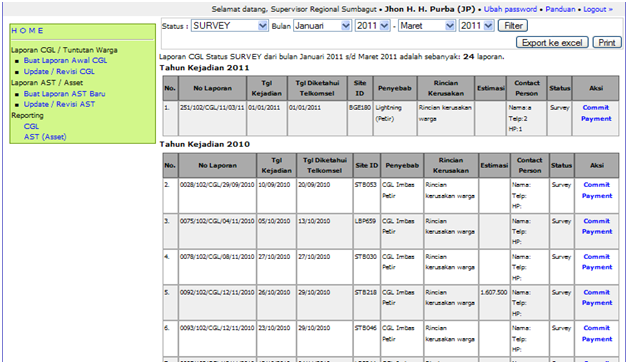 Selamat datang, Supervisor Regional Sumbagut • Jhon H. H. Purba (JP) • Ubah password • Panduan • Logout »
HOME
Laporan CGL / Tuntutan Warga
Buat Laporan Awal CGL
Update / Revisi CGL
Laporan AST / Asset
Buat Laporan AST Baru
Update / Revisi AST
Reporting
CGL
AST (Asset)
Status : SURVEY Bulan Januari 2011 - Maret 2011 Filter
Export ke excel Print
Laporan CGL Status SURVEY dari bulan Januari 2011 s/d Maret 2011 adalah sebanyak: 24 laporan.
Tahun Kejadian 2011
No. No Laporan Tgl Kejadian Tgl Diketahui Telkomsel Site ID Penyebab Rincian Kerusakan Estimasi Contact Person Status Aksi
1. 251/102/CGL/11/03/11 01/01/2011 01/01/2011 BGE180 Lightning (Petir) Rincian kerusakan warga Nama:a Telp:2 HP:1 Survey Commit Payment
Tahun Kejadian 2010
No. No Laporan Tgl Kejadian Tgl Diketahui Telkomsel Site ID Penyebab Rincian Kerusakan Estimasi Contact Person Status Aksi
2. 0028/102/CGL/29/09/2010 10/09/2010 20/09/2010 STB053 CGL Imbas Petir Rincian kerusakan warga Nama: Telp: HP: Survey Commit Payment
3. 0075/102/CGL/04/11/2010 05/10/2010 13/10/2010 LBP659 CGL Imbas Petir Rincian kerusakan warga Nama: Telp: HP: Survey Commit Payment
4. 0078/102/CGL/08/11/2010 27/10/2010 27/10/2010 STB030 CGL Imbas Petir Rincian kerusakan warga Nama: Telp: HP: Survey Commit Payment
5. 0092/102/CGL/12/11/2010 26/10/2010 29/10/2010 STB218 CGL Imbas Petir Rincian kerusakan warga 1.607.500 Nama: Telp: HP: Survey Commit Payment
6. 0093/102/CGL/12/11/2010 23/10/2010 29/10/2010 STB046 CGL Imbas Petir Rincian kerusakan warga Nama: Telp: HP: Survey Commit Payment